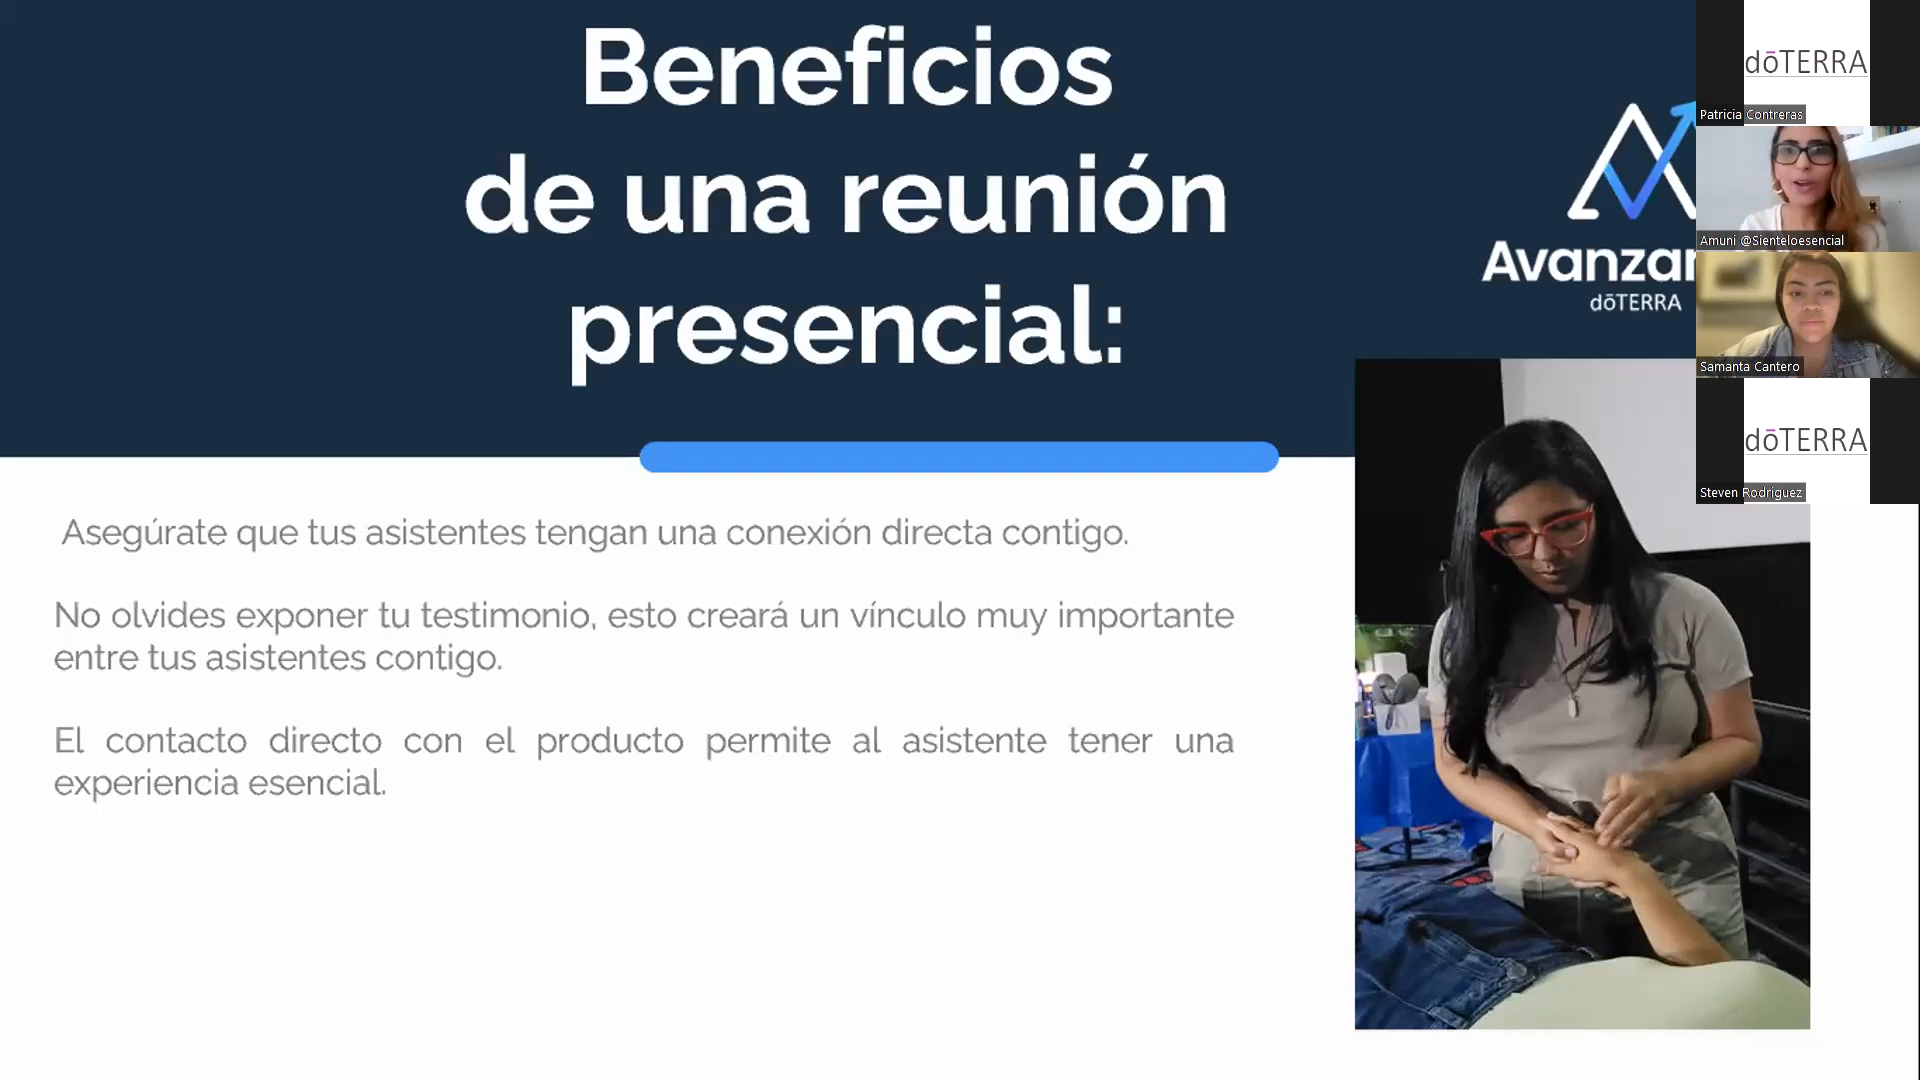 Beneficios
de una reunión
presencial:
Avanzar
dōTERRA
Asegúrate que tus asistentes tengan una conexión directa contigo.
No olvides exponer tu testimonio, esto creará un vínculo muy importante
entre tus asistentes contigo.
El contacto directo con el producto permite al asistente tener una
experiencia esencial.
dōTERRA
Patricia Contreras
Amuni @Sienteloesencial
Samanta Cantero
dōTERRA
Steven Rodriguez